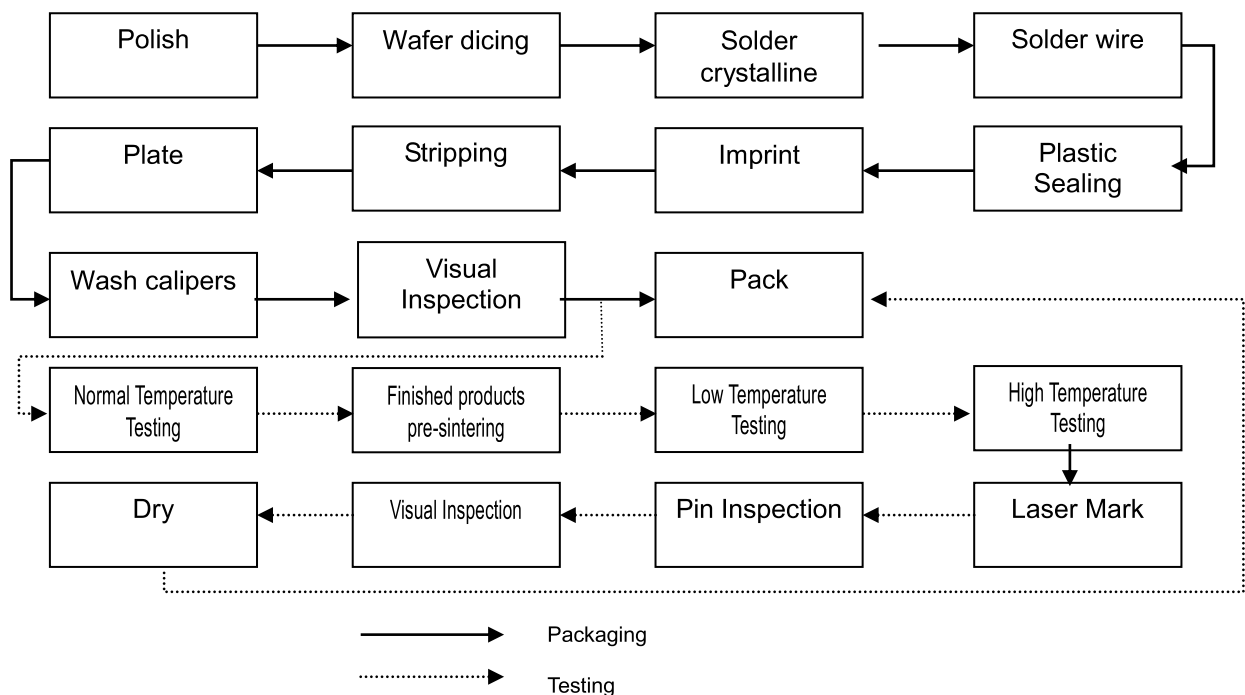 Polish
Wafer dicing
Solder
crystalline
Solder wire
Plate
Stripping
Imprint
Plastic
Sealing
Wash calipers
Visual
Inspection
Pack
Normal Temperature
Testing
Finished products
pre-sintering
Low Temperature
Testing
High Temperature
Testing
Dry
Visual Inspection
Pin Inspection
Laser Mark
Packaging
Testing